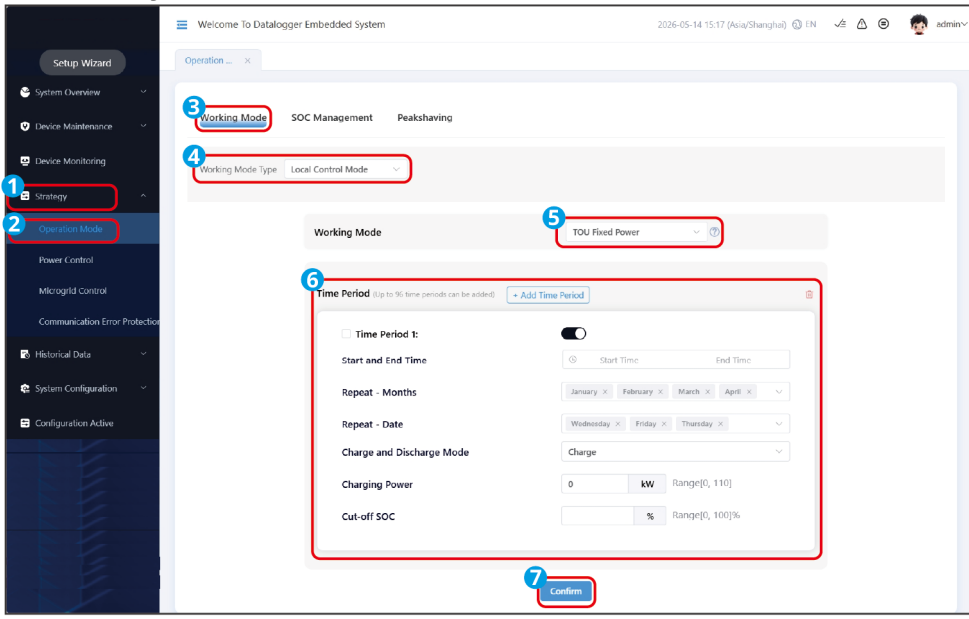 Welcome To Datalogger Embedded System
2026-05-14 15:17 (Asia/Shanghai) EN
admin
Setup Wizard
Operation ... ×
System Overview
Device Maintenance
Device Monitoring
1
Strategy
2
Operation Mode
Power Control
Microgrid Control
Communication Error Protection
Historical Data
System Configuration
Configuration Active
3
Working Mode SOC Management Peakshaving
4
Working Mode Type Local Control Mode
5
Working Mode TOU Fixed Power
6
Time Period (Up to 96 time periods can be added) + Add Time Period
Time Period 1:
Start and End Time Start Time End Time
Repeat - Months January × February × March × April ×
Repeat - Date Wednesday × Friday × Thursday ×
Charge and Discharge Mode Charge
Charging Power 0 kW Range[0, 110]
Cut-off SOC % Range[0, 100]%
7
Confirm